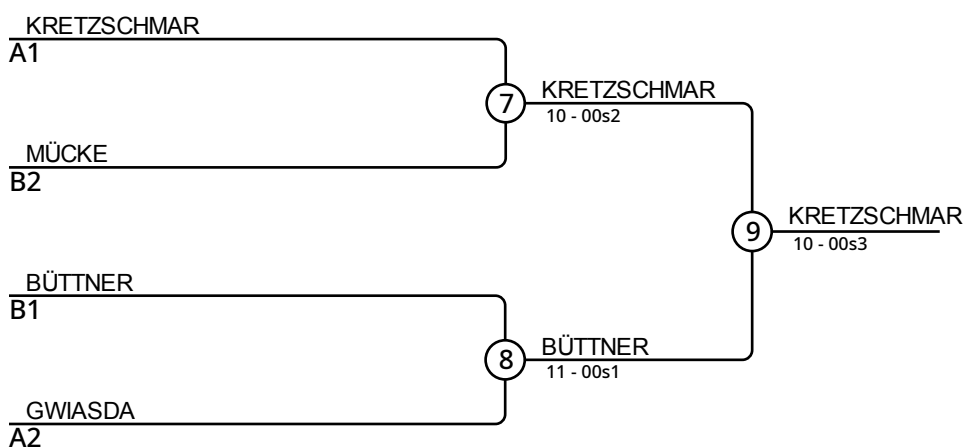 KRETZSCHMAR
A1
7
KRETZSCHMAR
10 - 00s2
MÜCKE
B2
9
KRETZSCHMAR
10 - 00s3
BÜTTNER
B1
8
BÜTTNER
11 - 00s1
GWIASDA
A2